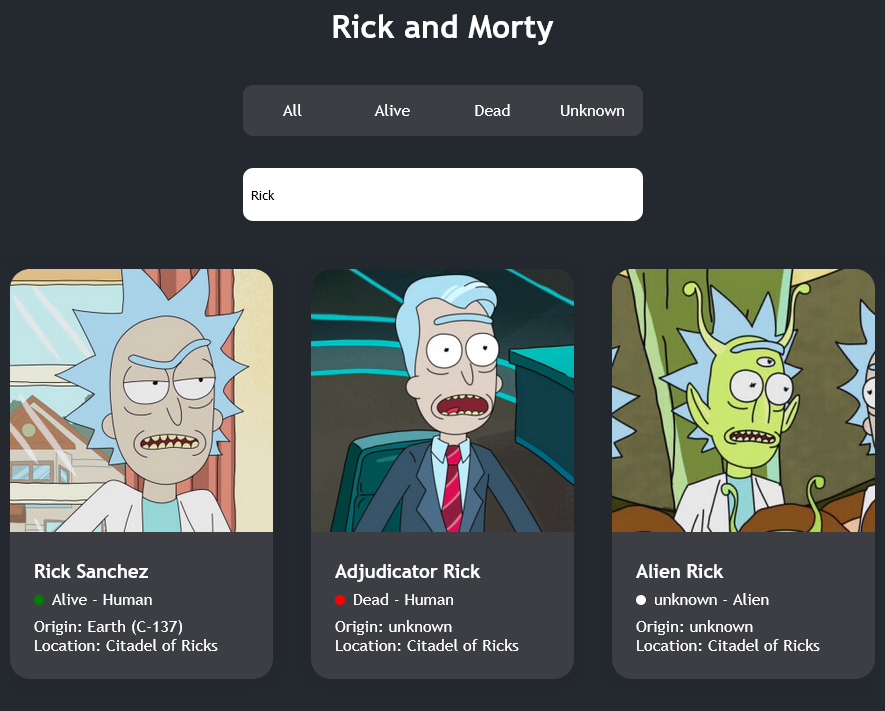 Rick and Morty
All Alive Dead Unknown
Rick
Rick Sanchez
Alive - Human
Origin: Earth (C-137)
Location: Citadel of Ricks
Adjudicator Rick
Dead - Human
Origin: unknown
Location: Citadel of Ricks
Alien Rick
unknown - Alien
Origin: unknown
Location: Citadel of Ricks